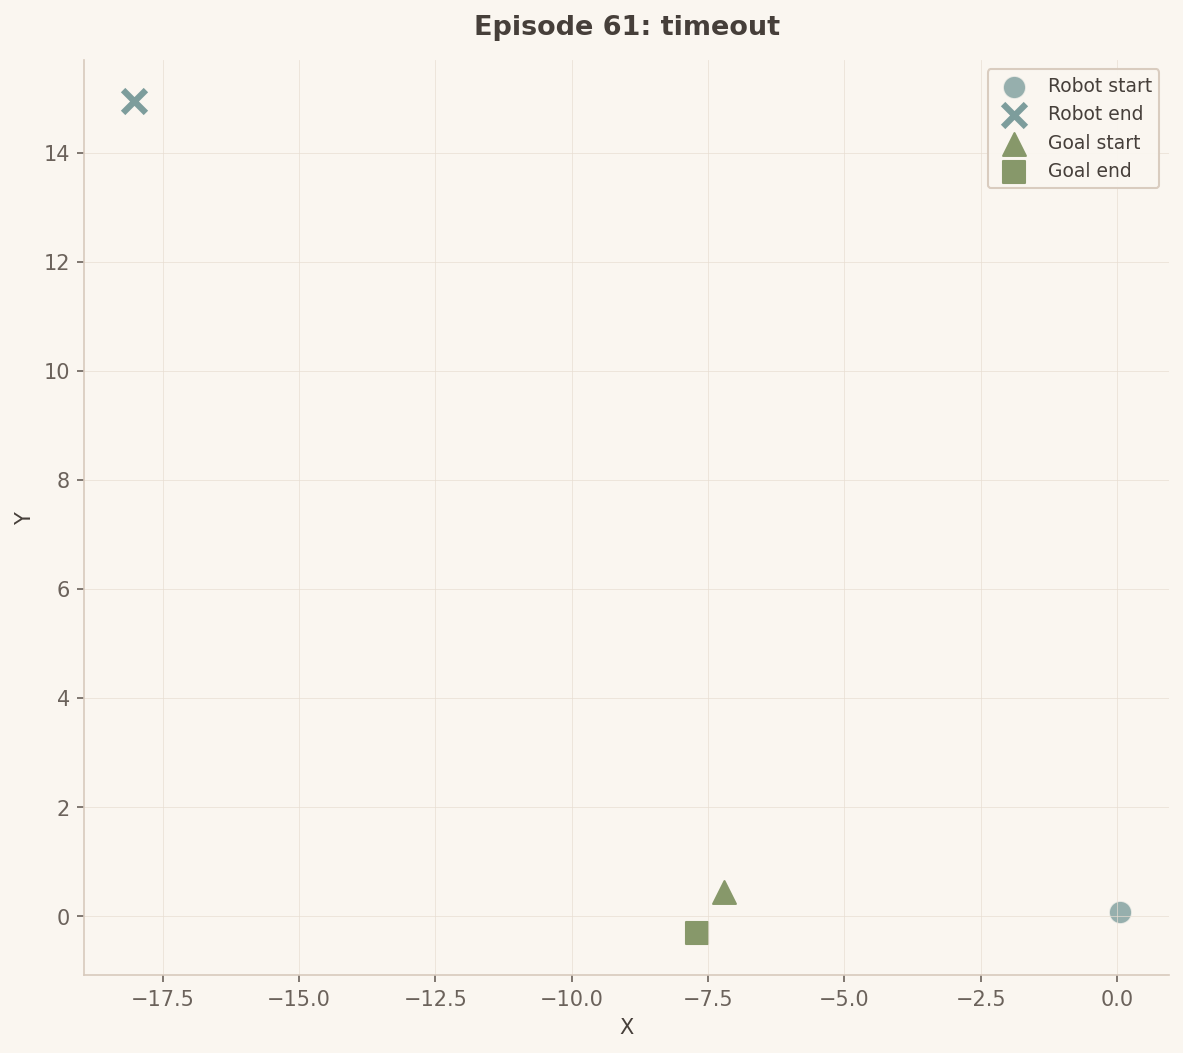 Episode 61: timeout
Robot start
Robot end
Goal start
Goal end
14
12
10
8
6
4
2
0
Y
−17.5 −15.0 −12.5 −10.0 −7.5 −5.0 −2.5 0.0
X